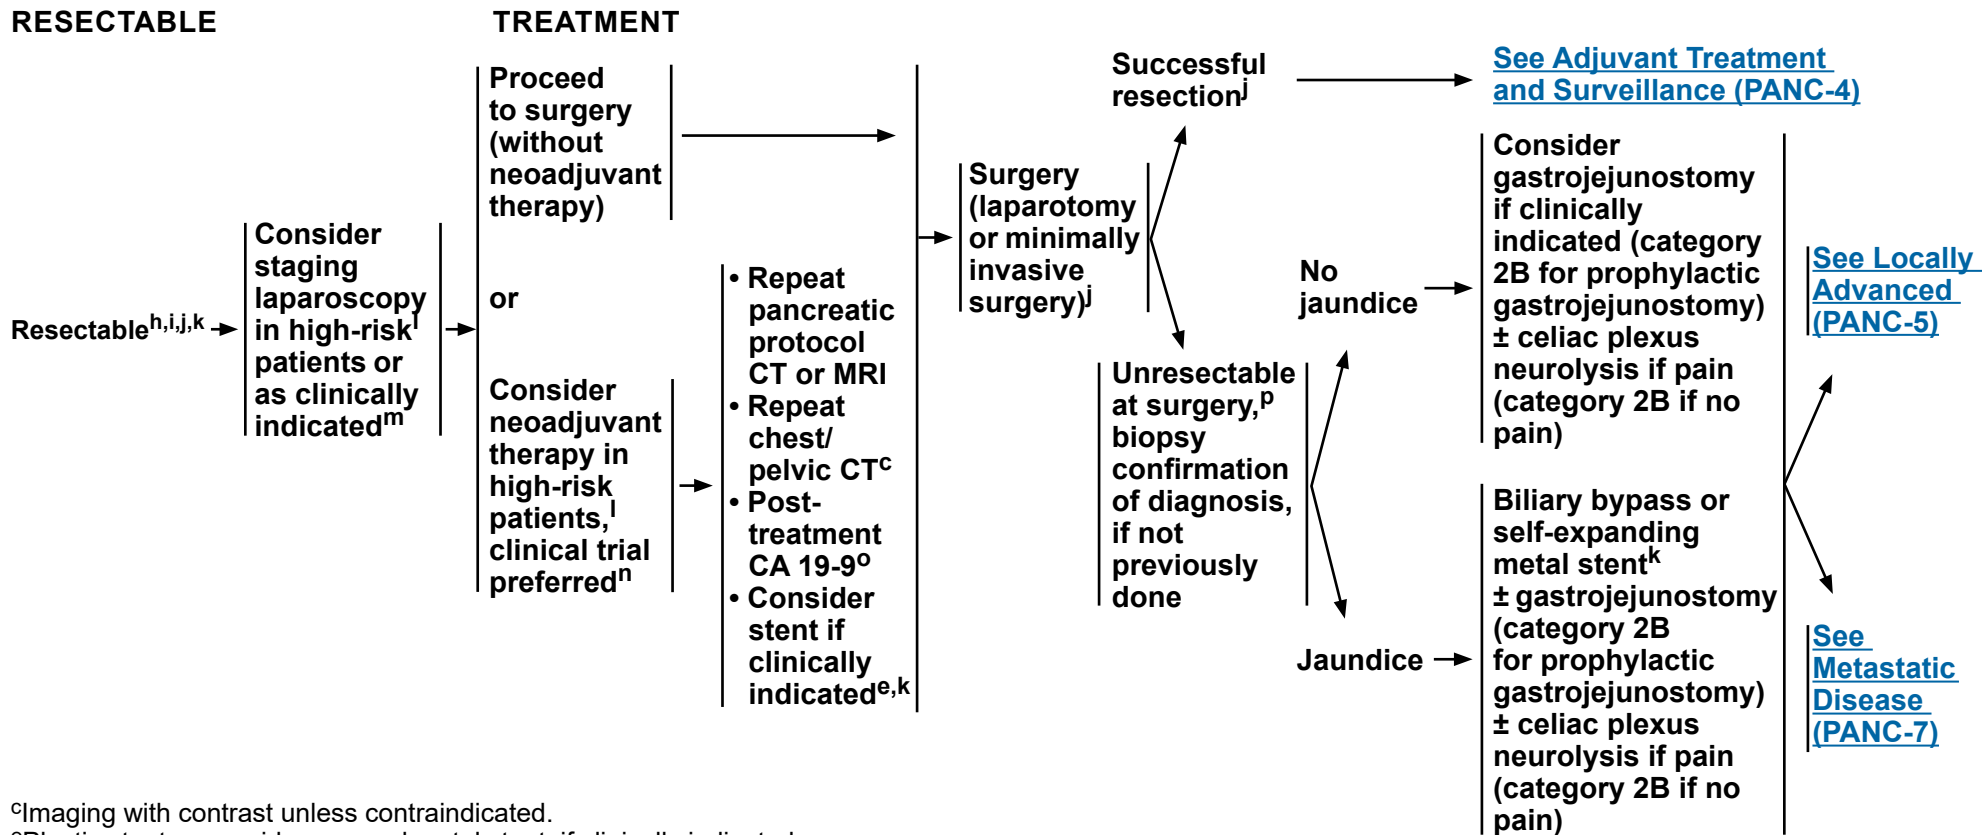 RESECTABLE
TREATMENT
Resectable^h,i,j,k
Consider
staging
laparoscopy
in high-risk^l
patients or
as clinically
indicated^m
Proceed
to surgery
(without
neoadjuvant
therapy)
or
Consider
neoadjuvant
therapy in
high-risk
patients,^l
clinical trial
preferred^n
• Repeat
pancreatic
protocol
CT or MRI
• Repeat
chest/
pelvic CT^c
• Post-
treatment
CA 19-9^o
• Consider
stent if
clinically
indicated^e,k
Surgery
(laparotomy
or minimally
invasive
surgery)^j
Successful
resection^j
See Adjuvant Treatment
and Surveillance (PANC-4)
Unresectable
at surgery,^p
biopsy
confirmation
of diagnosis,
if not
previously
done
No
jaundice
Consider
gastrojejunostomy
if clinically
indicated (category
2B for prophylactic
gastrojejunostomy)
± celiac plexus
neurolysis if pain
(category 2B if no
pain)
Jaundice
Biliary bypass or
self-expanding
metal stent^k
± gastrojejunostomy
(category 2B
for prophylactic
gastrojejunostomy)
± celiac plexus
neurolysis if pain
(category 2B if no
pain)
See Locally
Advanced
(PANC-5)
See
Metastatic
Disease
(PANC-7)
^cImaging with contrast unless contraindicated.